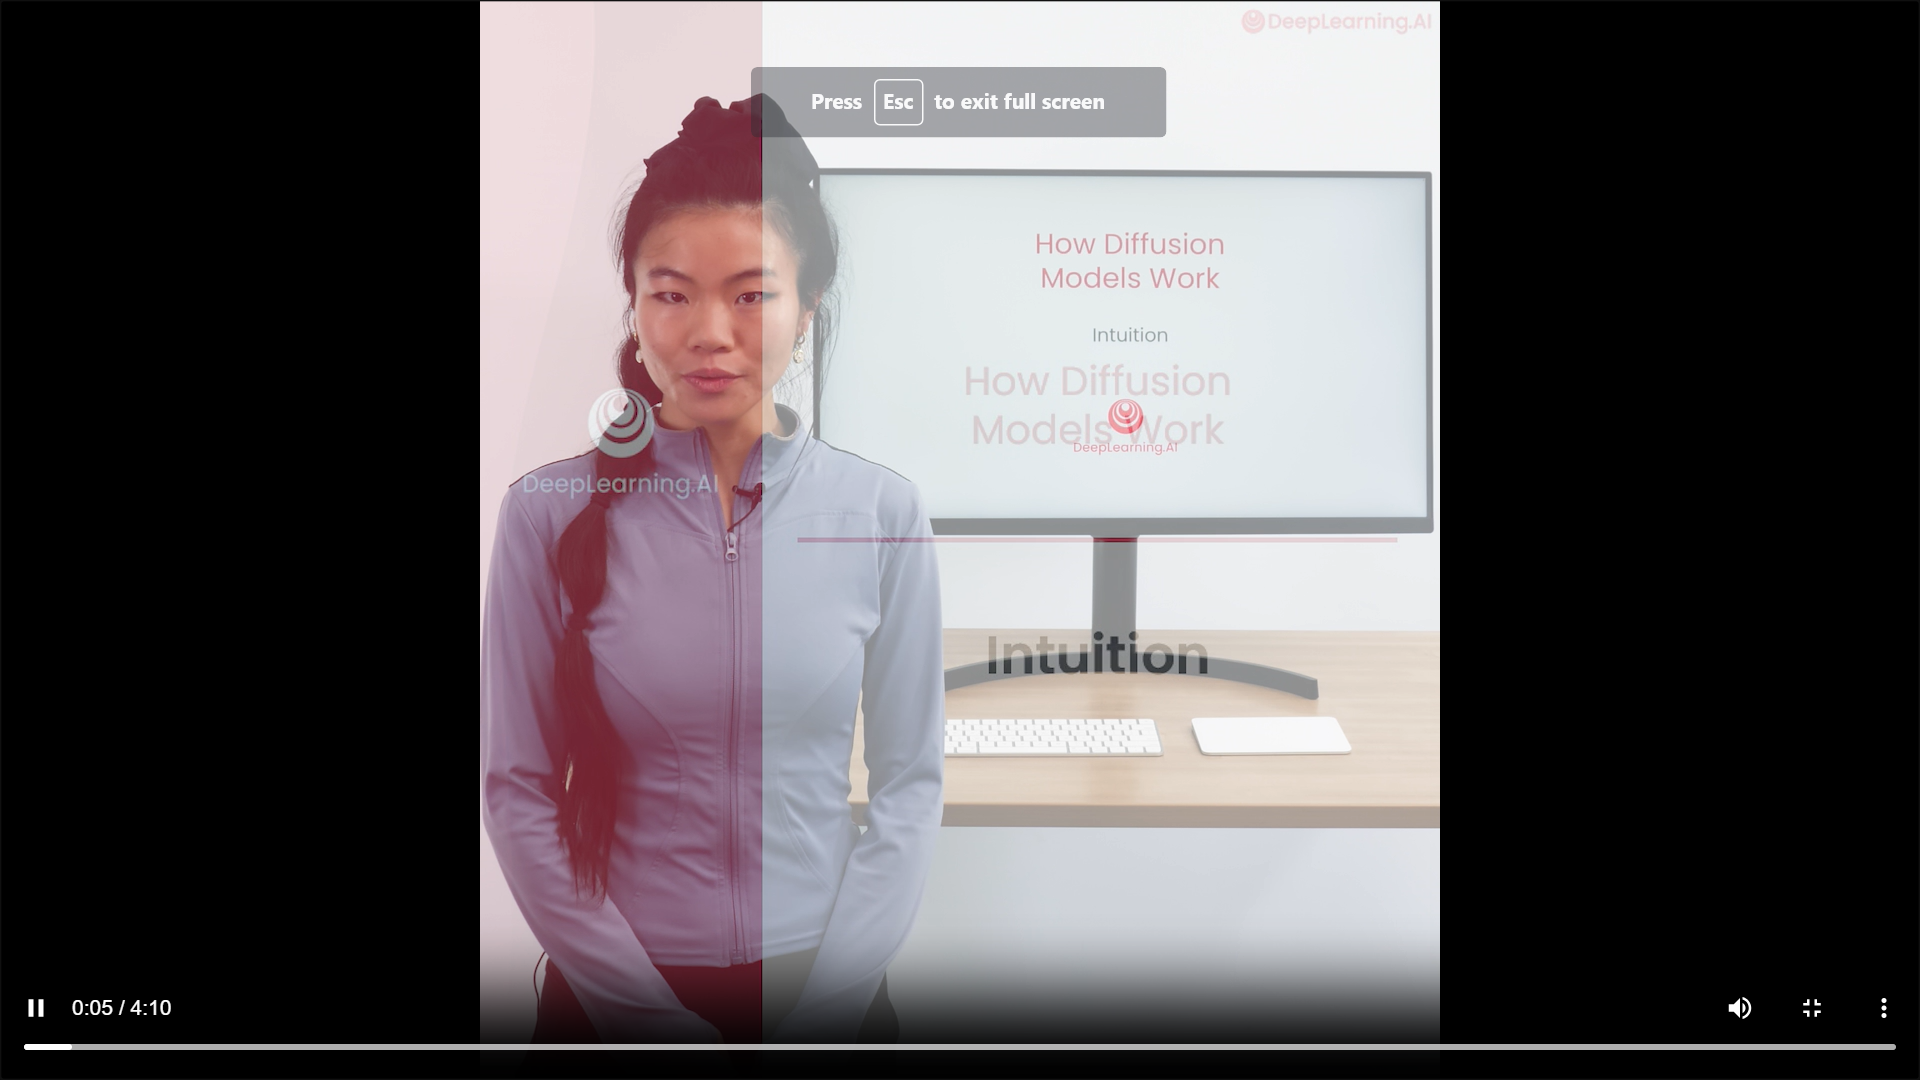 DeepLearning.AI
Press Esc to exit full screen
How Diffusion
Models Work
Intuition
How Diffusion
Models Work
DeepLearning.AI
DeepLearning.AI
Intuition
0:05 / 4:10